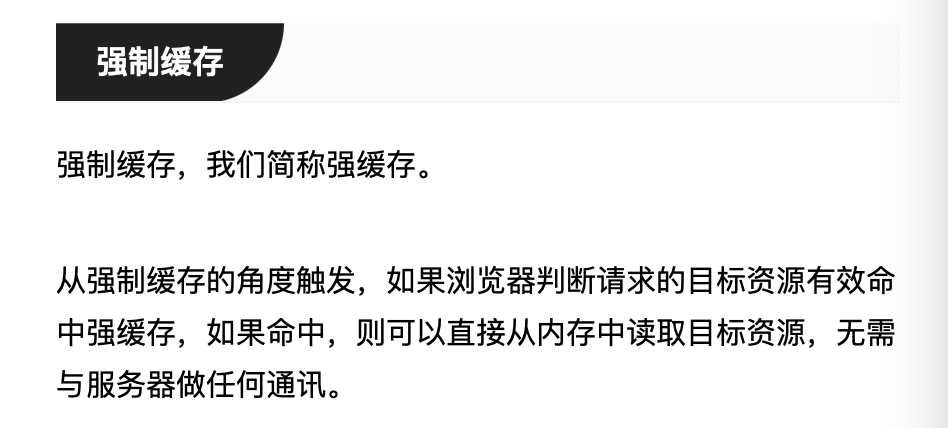 强制缓存
强制缓存，我们简称强缓存。
从强制缓存的角度触发，如果浏览器判断请求的目标资源有效命
中强缓存，如果命中，则可以直接从内存中读取目标资源，无需
与服务器做任何通讯。